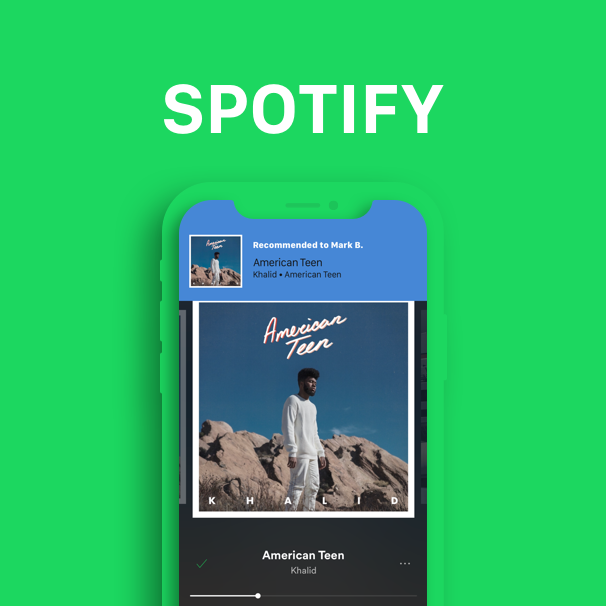 SPOTIFY
American
Teen
Recommended to Mark B.
American Teen
Khalid • American Teen
American
Teen
KHALID
American Teen
Khalid